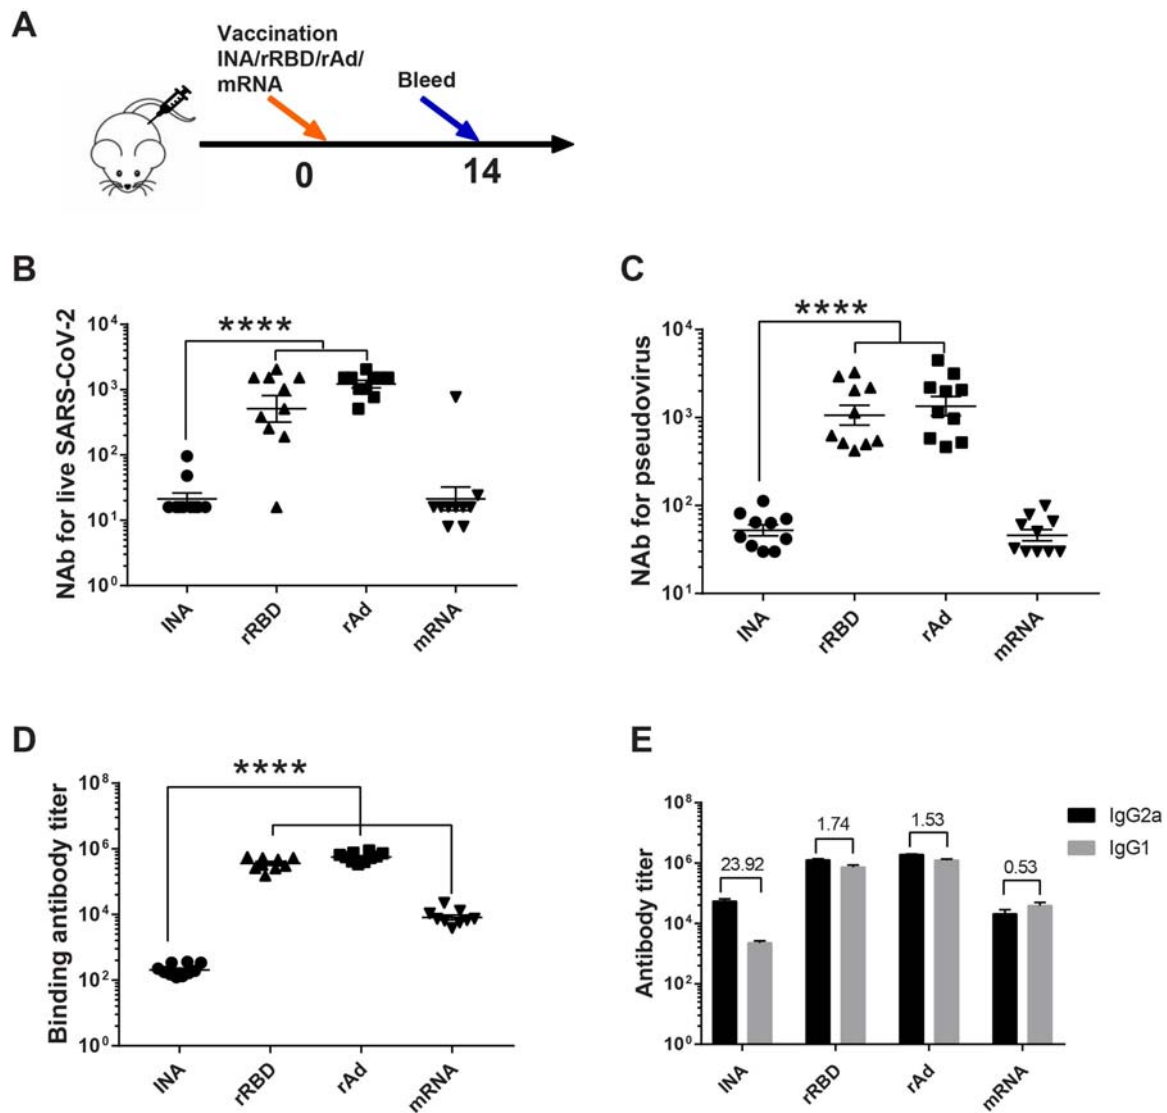 A
Vaccination
INA/rRBD/rAd/
mRNA
Bleed
0
14
B
NAb for live SARS-CoV-2
10⁴
10³
10²
10¹
10⁰
****
INA
rRBD
rAd
mRNA
C
NAb for pseudovirus
10⁴
10³
10²
10¹
****
INA
rRBD
rAd
mRNA
D
Binding antibody titer
10⁸
10⁶
10⁴
10²
10⁰
****
INA
rRBD
rAd
mRNA
E
Antibody titer
10⁸
10⁶
10⁴
10²
10⁰
23.92
1.74
1.53
0.53
IgG2a
IgG1
INA
rRBD
rAd
mRNA